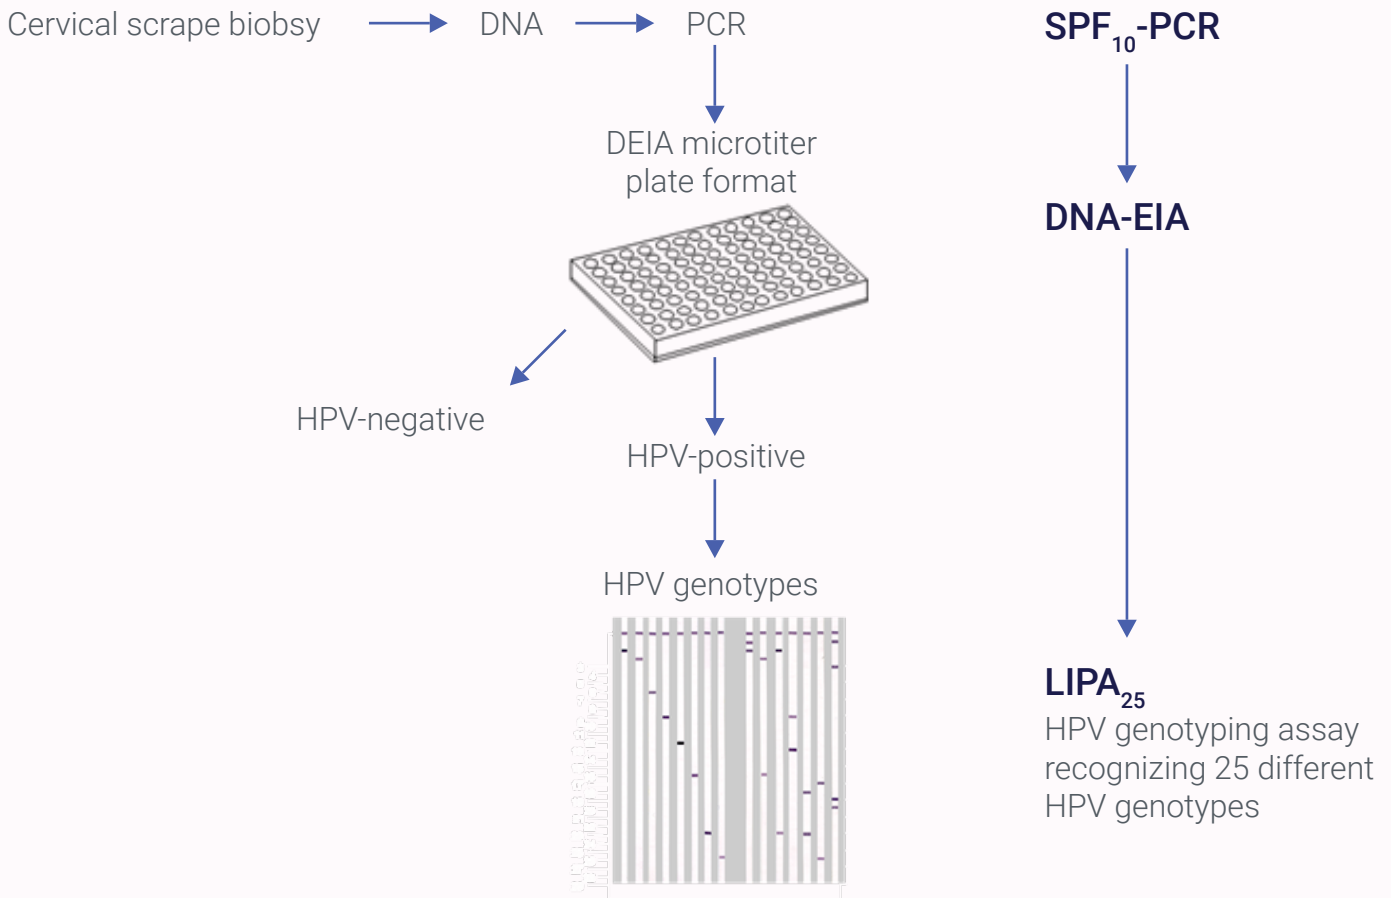 Cervical scrape biobsy
DNA
PCR
SPF10-PCR
DEIA microtiter
plate format
DNA-EIA
HPV-negative
HPV-positive
HPV genotypes
LIPA25
HPV genotyping assay
recognizing 25 different
HPV genotypes